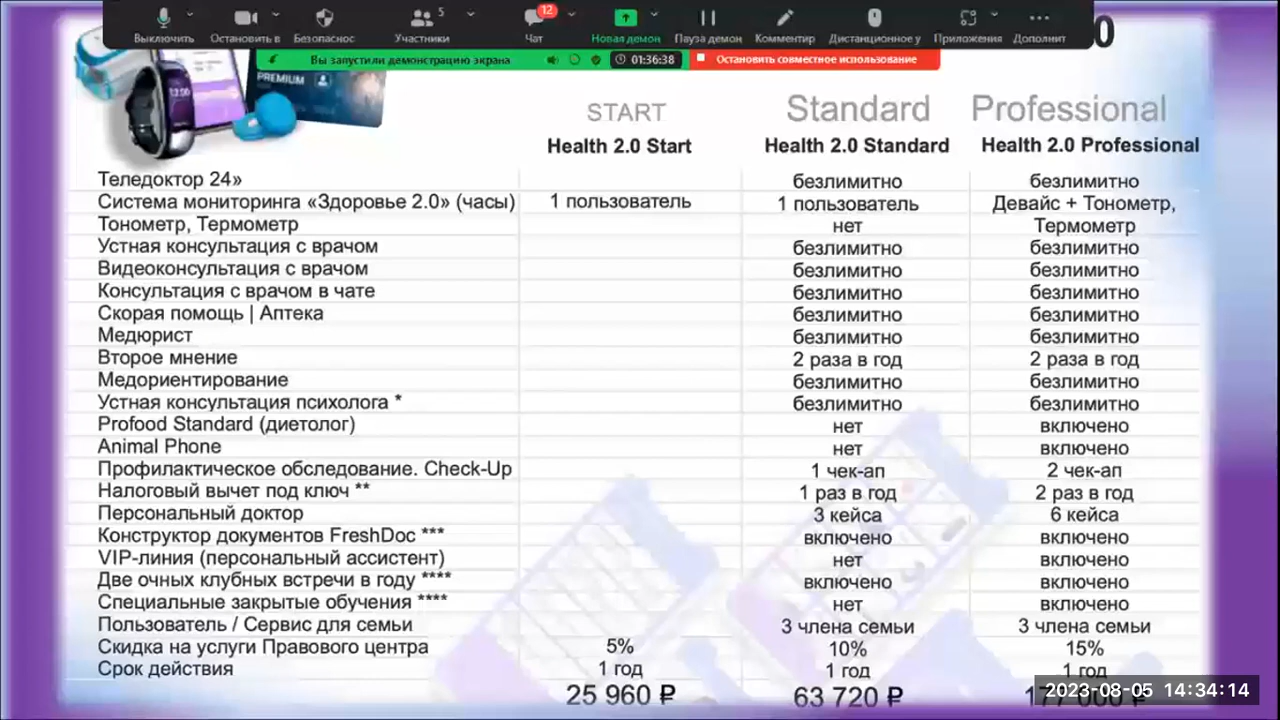 5
12
Выключить Остановить в Безопаснос Участники Чат Новая демон Пауза демон Комментир Дистанционное у Приложения Дополнит
0
Вы запустили демонстрацию экрана 01:36:38 Остановить совместное использование
PREMIUM
START Standard Professional
Health 2.0 Start Health 2.0 Standard Health 2.0 Professional
Теледоктор 24» безлимитно безлимитно
Система мониторинга «Здоровье 2.0» (часы) 1 пользователь 1 пользователь Девайс + Тонометр,
Тонометр, Термометр нет Термометр
Устная консультация с врачом безлимитно безлимитно
Видеоконсультация с врачом безлимитно безлимитно
Консультация с врачом в чате безлимитно безлимитно
Скорая помощь | Аптека безлимитно безлимитно
Медюрист безлимитно безлимитно
Второе мнение 2 раза в год 2 раза в год
Медориентирование безлимитно безлимитно
Устная консультация психолога * безлимитно безлимитно
Profood Standard (диетолог) нет включено
Animal Phone нет включено
Профилактическое обследование. Check-Up 1 чек-ап 2 чек-ап
Налоговый вычет под ключ ** 1 раз в год 2 раз в год
Персональный доктор 3 кейса 6 кейса
Конструктор документов FreshDoc *** включено включено
VIP-линия (персональный ассистент) нет включено
Две очных клубных встречи в году **** включено включено
Специальные закрытые обучения **** нет включено
Пользователь / Сервис для семьи 3 члена семьи 3 члена семьи
Скидка на услуги Правового центра 5% 10% 15%
Срок действия 1 год 1 год 1 год
25 960 ₽ 63 720 ₽ 177 000 ₽
2023-08-05 14:34:14